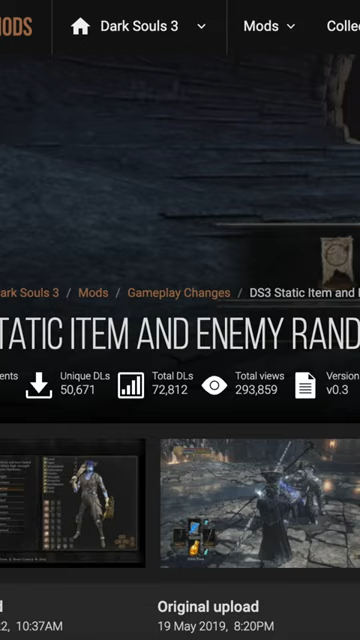 MODS
Dark Souls 3
Mods
Colle
ark Souls 3 / Mods / Gameplay Changes / DS3 Static Item and
TATIC ITEM AND ENEMY RAND
ents
Unique DLs
50,671
Total DLs
72,812
Total views
293,859
Version
v0.3
d
2, 10:37AM
Original upload
19 May 2019, 8:20PM